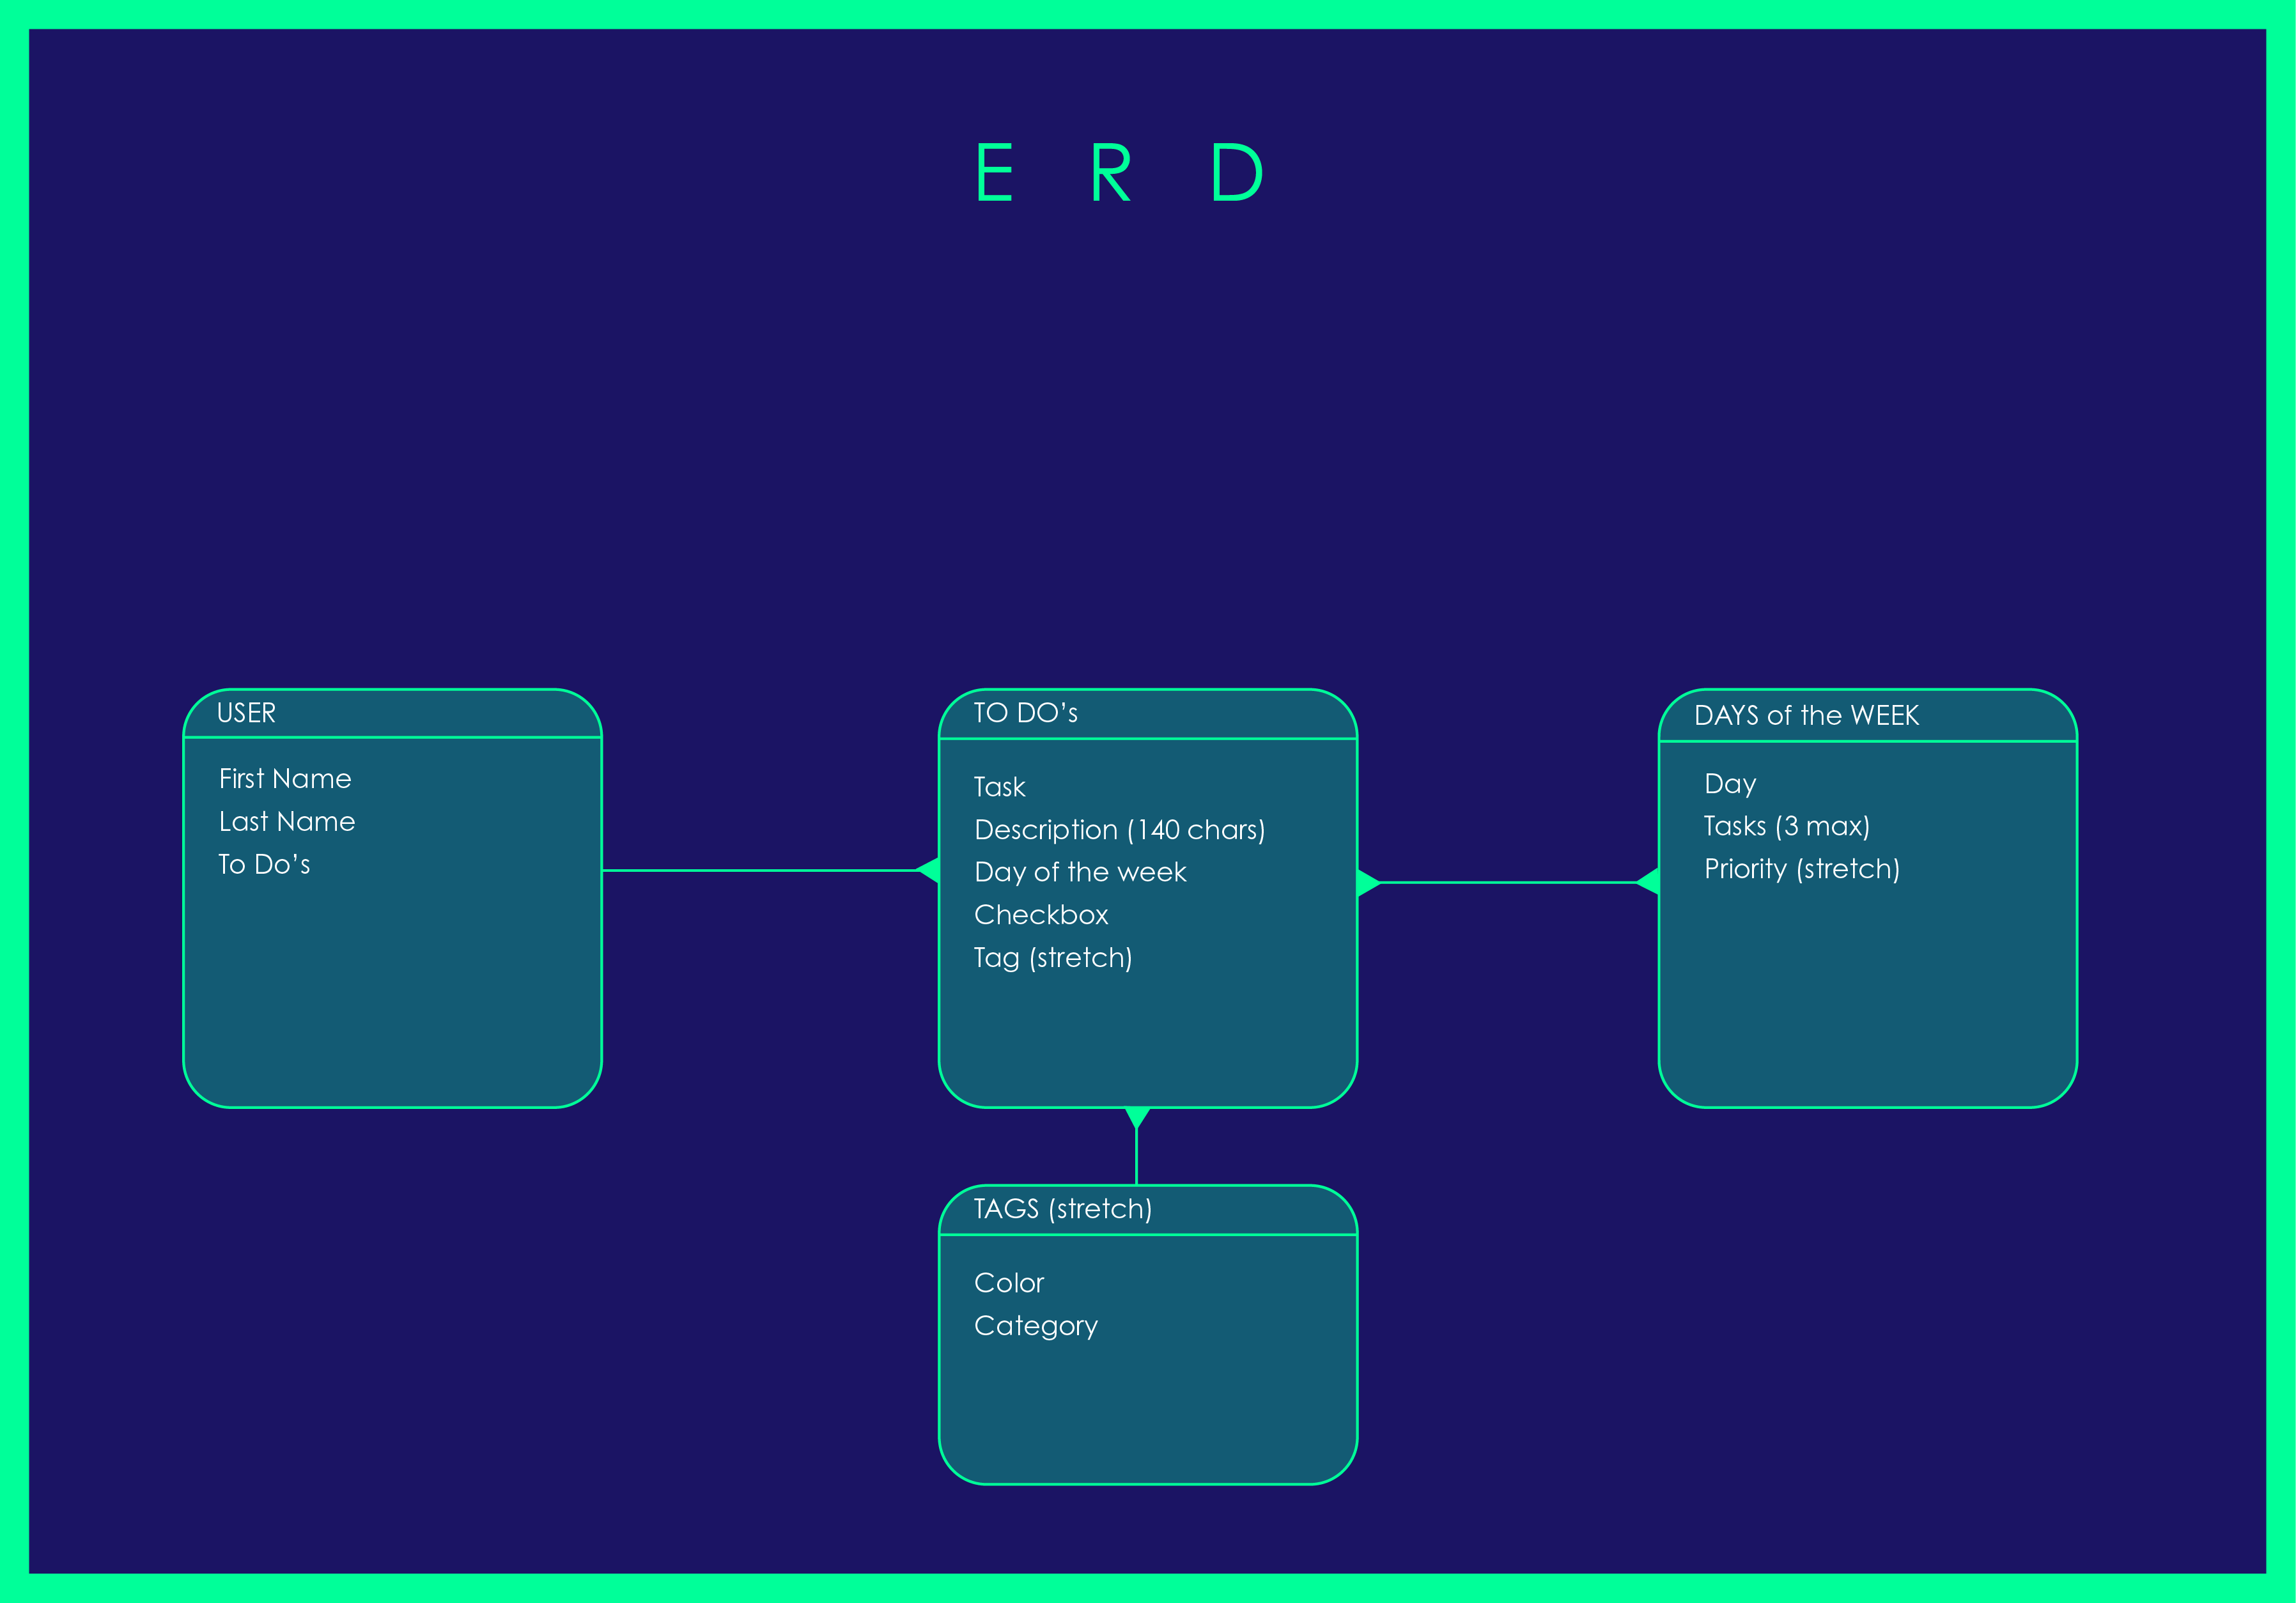 E R D
USER
First Name
Last Name
To Do’s
TO DO’s
Task
Description (140 chars)
Day of the week
Checkbox
Tag (stretch)
DAYS of the WEEK
Day
Tasks (3 max)
Priority (stretch)
TAGS (stretch)
Color
Category